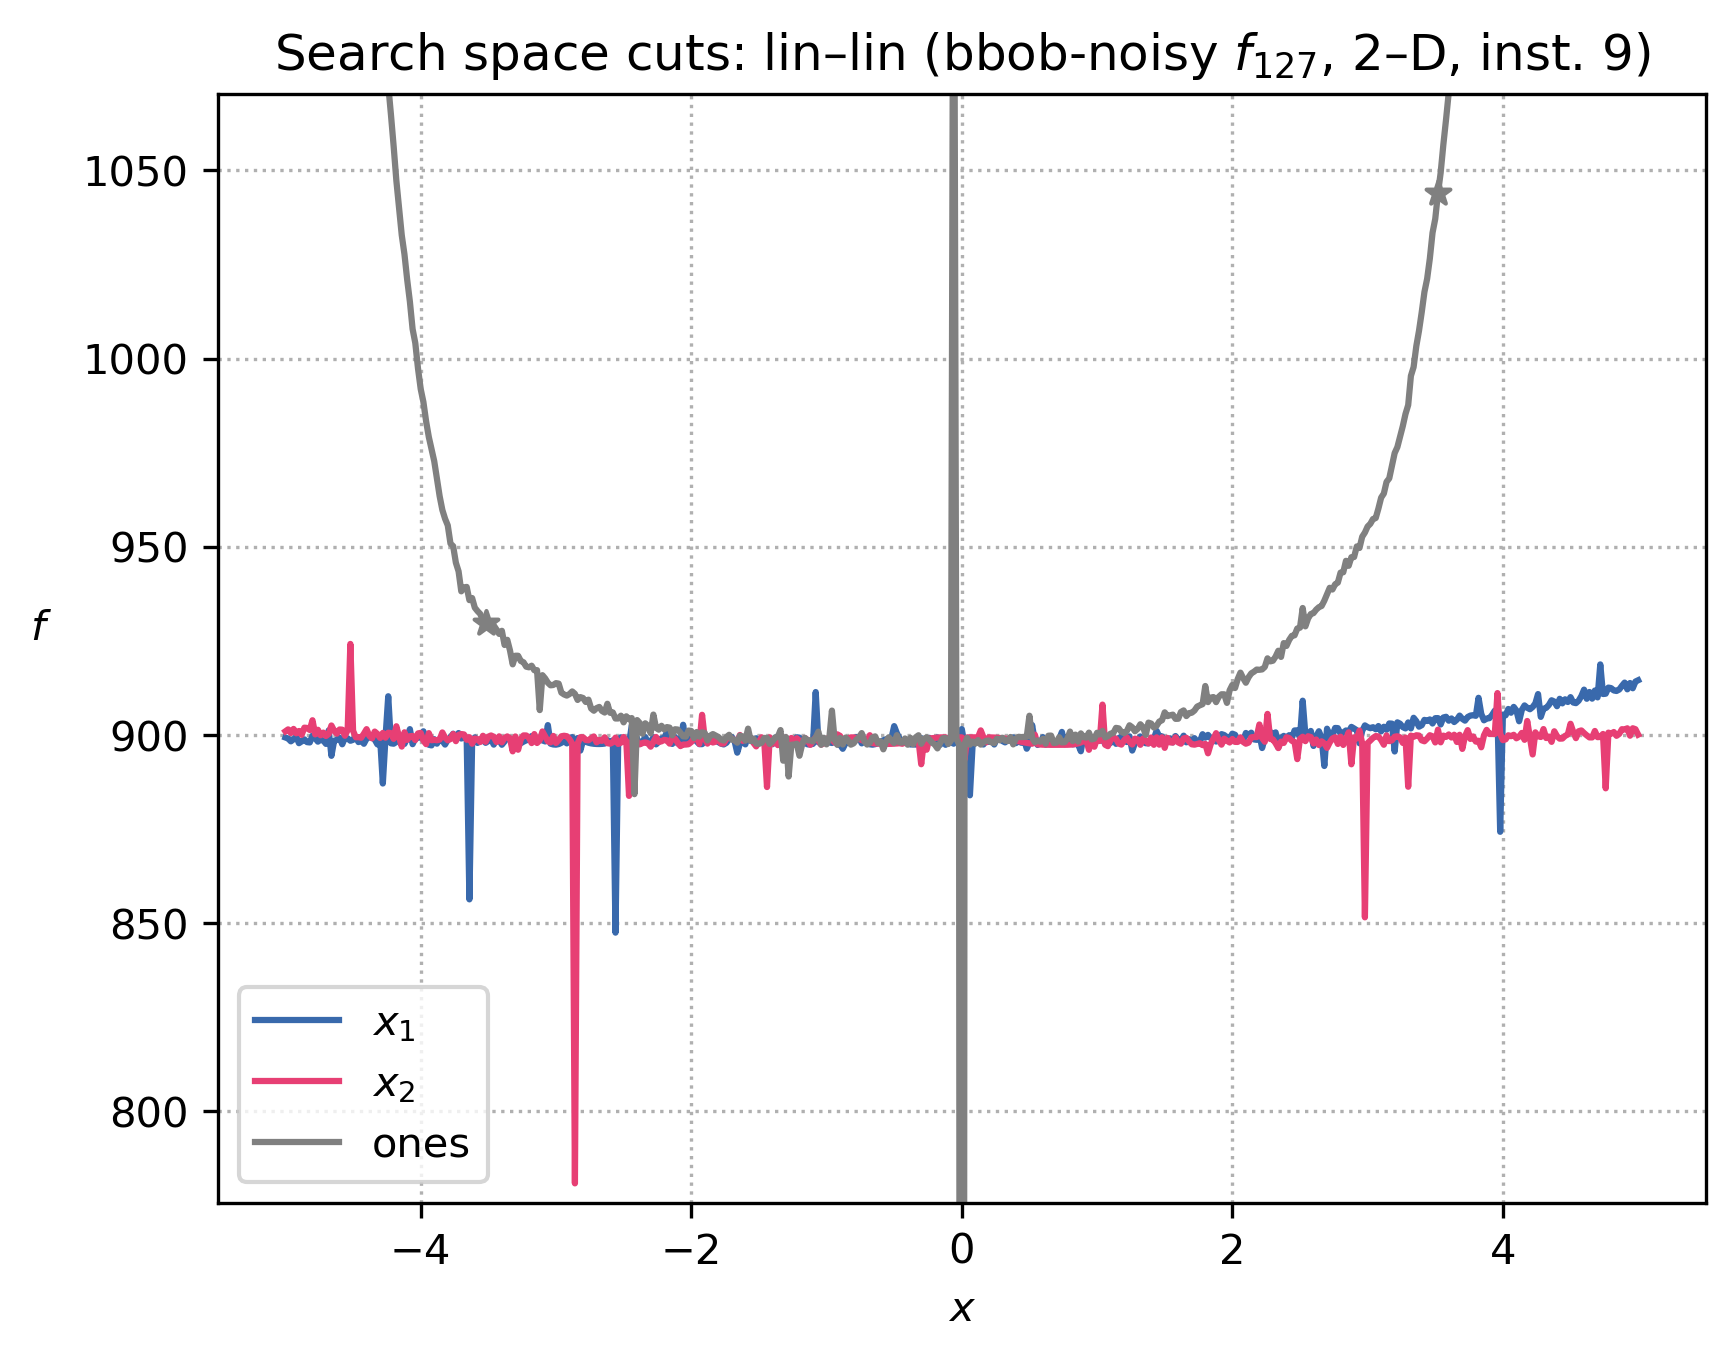 Search space cuts: lin–lin (bbob-noisy f₁₂₇, 2–D, inst. 9)
1050
1000
950
900
850
800
f
x₁
x₂
ones
−4 −2 0 2 4
x